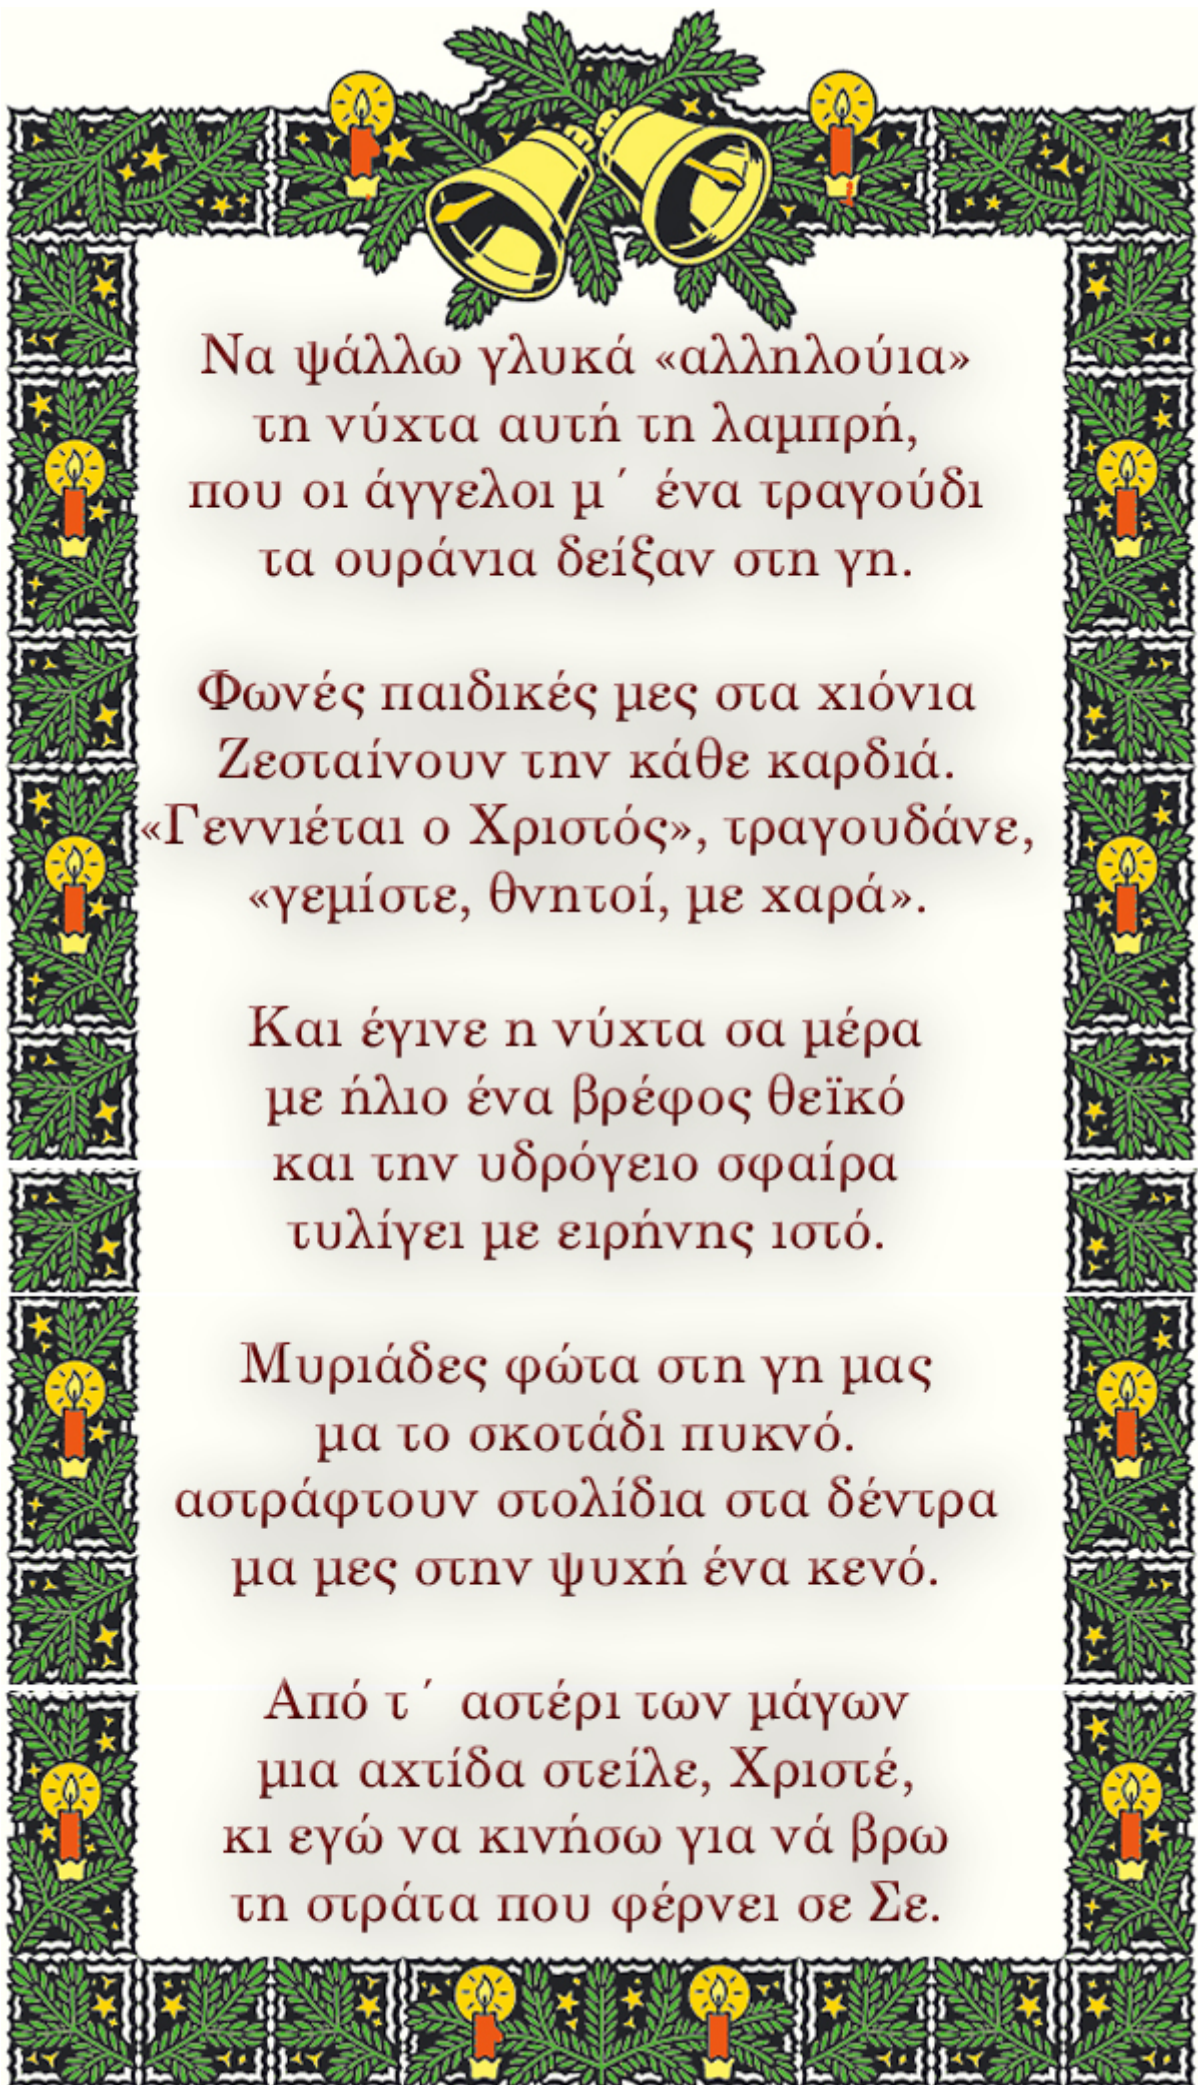 Να ψάλλω γλυκά «αλληλούια»
τη νύχτα αυτή τη λαμπρή,
που οι άγγελοι μ΄ ένα τραγούδι
τα ουράνια δείξαν στη γη.
Φωνές παιδικές μες στα χιόνια
Ζεσταίνουν την κάθε καρδιά.
«Γεννιέται ο Χριστός», τραγουδάνε,
«γεμίστε, θνητοί, με χαρά».
Και έγινε η νύχτα σα μέρα
με ήλιο ένα βρέφος θεϊκό
και την υδρόγειο σφαίρα
τυλίγει με ειρήνης ιστό.
Μυριάδες φώτα στη γη μας
μα το σκοτάδι πυκνό.
αστράφτουν στολίδια στα δέντρα
μα μες στην ψυχή ένα κενό.
Από τ΄ αστέρι των μάγων
μια αχτίδα στείλε, Χριστέ,
κι εγώ να κινήσω για νά βρω
τη στράτα που φέρνει σε Σε.